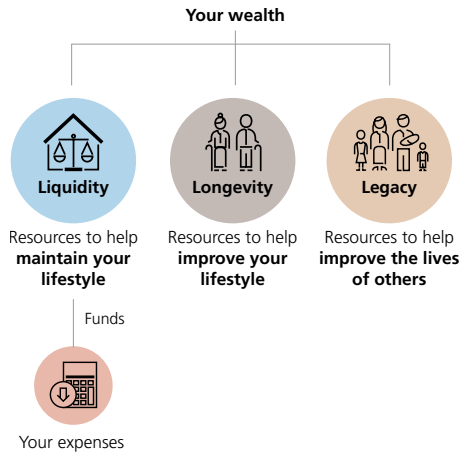 Your wealth
Liquidity
Longevity
Legacy
Resources to help
maintain your
lifestyle
Resources to help
improve your
lifestyle
Resources to help
improve the lives
of others
Funds
Your expenses